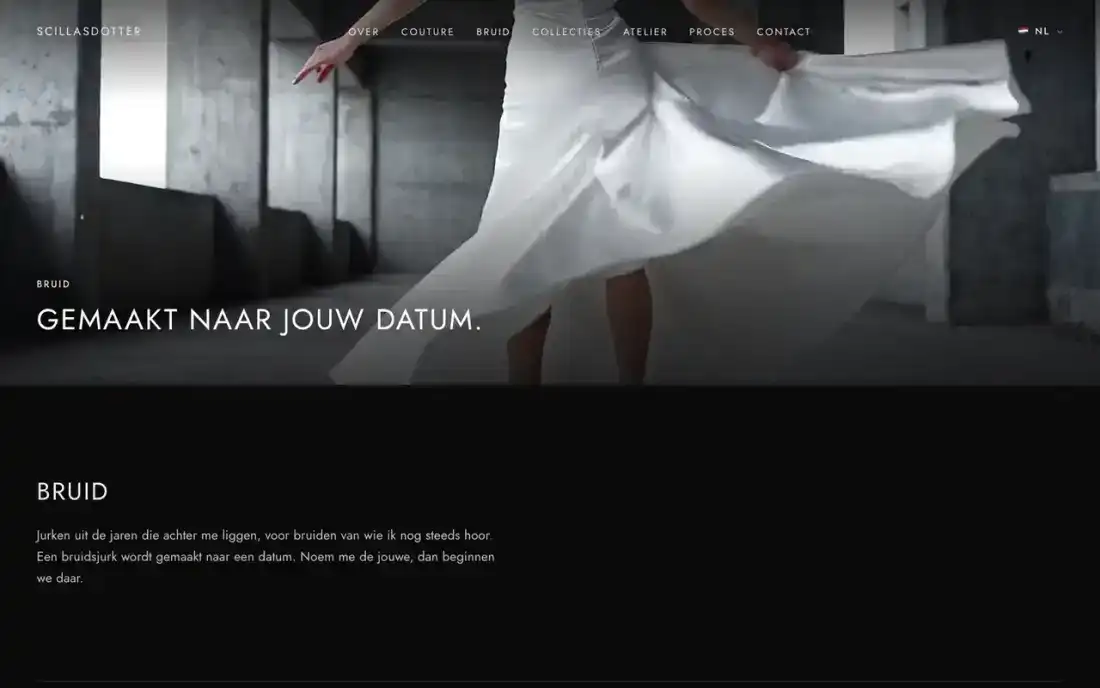 SCILLASDOTTER
OVER COUTURE BRUID COLLECTIES ATELIER PROCES CONTACT
NL
BRUID
GEMAAKT NAAR JOUW DATUM.
BRUID
Jurken uit de jaren die achter me liggen, voor bruiden van wie ik nog steeds hoor.
Een bruidsjurk wordt gemaakt naar een datum. Noem me de jouwe, dan beginnen
we daar.